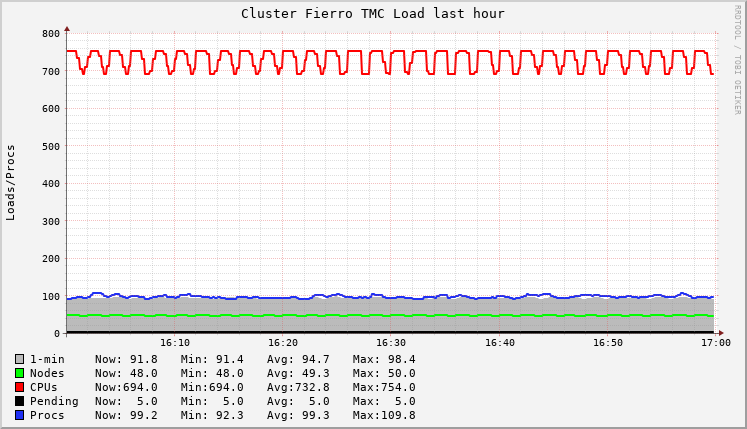 Cluster Fierro TMC Load last hour
RRDTOOL / TOBI OETIKER
Loads/Procs
800
700
600
500
400
300
200
100
0
16:10 16:20 16:30 16:40 16:50 17:00
1-min Now: 91.8 Min: 91.4 Avg: 94.7 Max: 98.4
Nodes Now: 48.0 Min: 48.0 Avg: 49.3 Max: 50.0
CPUs Now:694.0 Min:694.0 Avg:732.8 Max:754.0
Pending Now: 5.0 Min: 5.0 Avg: 5.0 Max: 5.0
Procs Now: 99.2 Min: 92.3 Avg: 99.3 Max:109.8